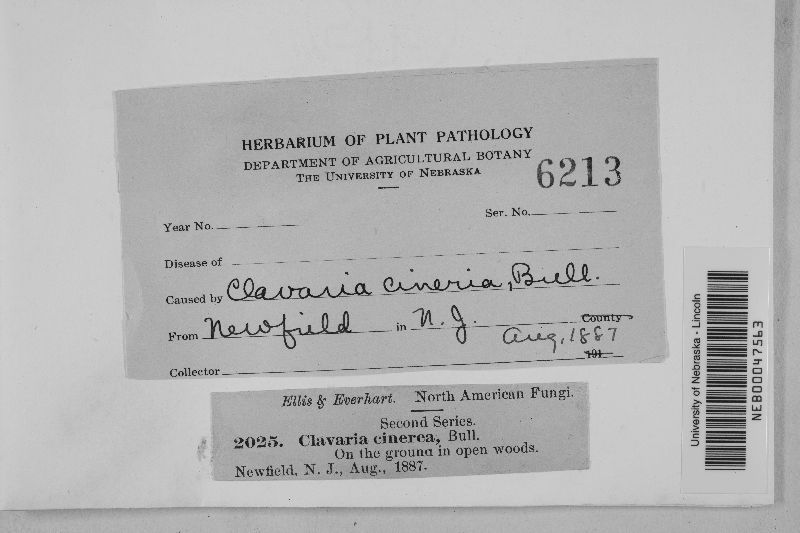 HERBARIUM OF PLANT PATHOLOGY
DEPARTMENT OF AGRICULTURAL BOTANY
THE UNIVERSITY OF NEBRASKA
6213
Year No. Ser. No.
Disease of
Caused by Clavaria cineria, Bull.
From Newfield in N. J. County
Aug, 1887
Collector 191
Ellis & Everhart. North American Fungi.
Second Series.
2025. Clavaria cinerea, Bull.
On the ground in open woods.
Newfield, N. J., Aug., 1887.
University of Nebraska - Lincoln
NEB00047563